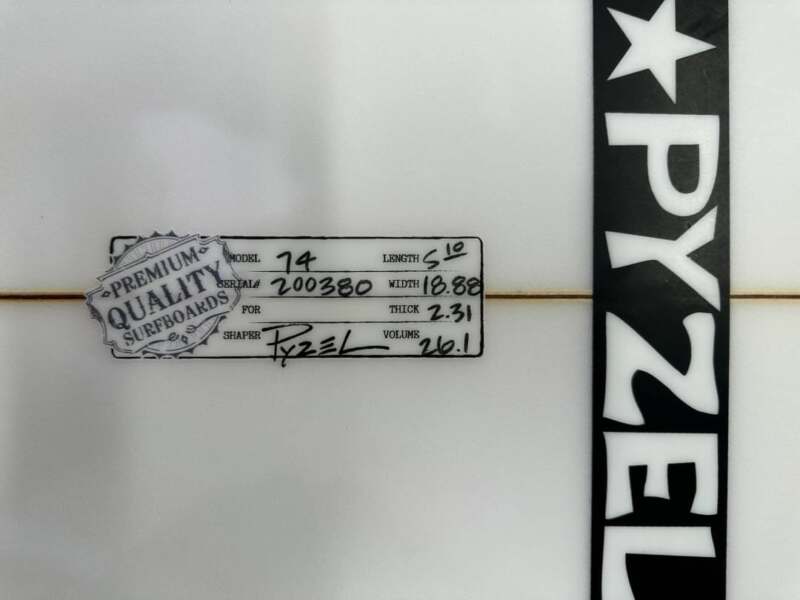 PREMIUM
QUALITY
SURFBOARDS
MODEL 74 LENGTH 5 10
SERIAL# 200380 WIDTH 18.88
FOR THICK 2.31
SHAPER PYZEL VOLUME 26.1
PYZEL